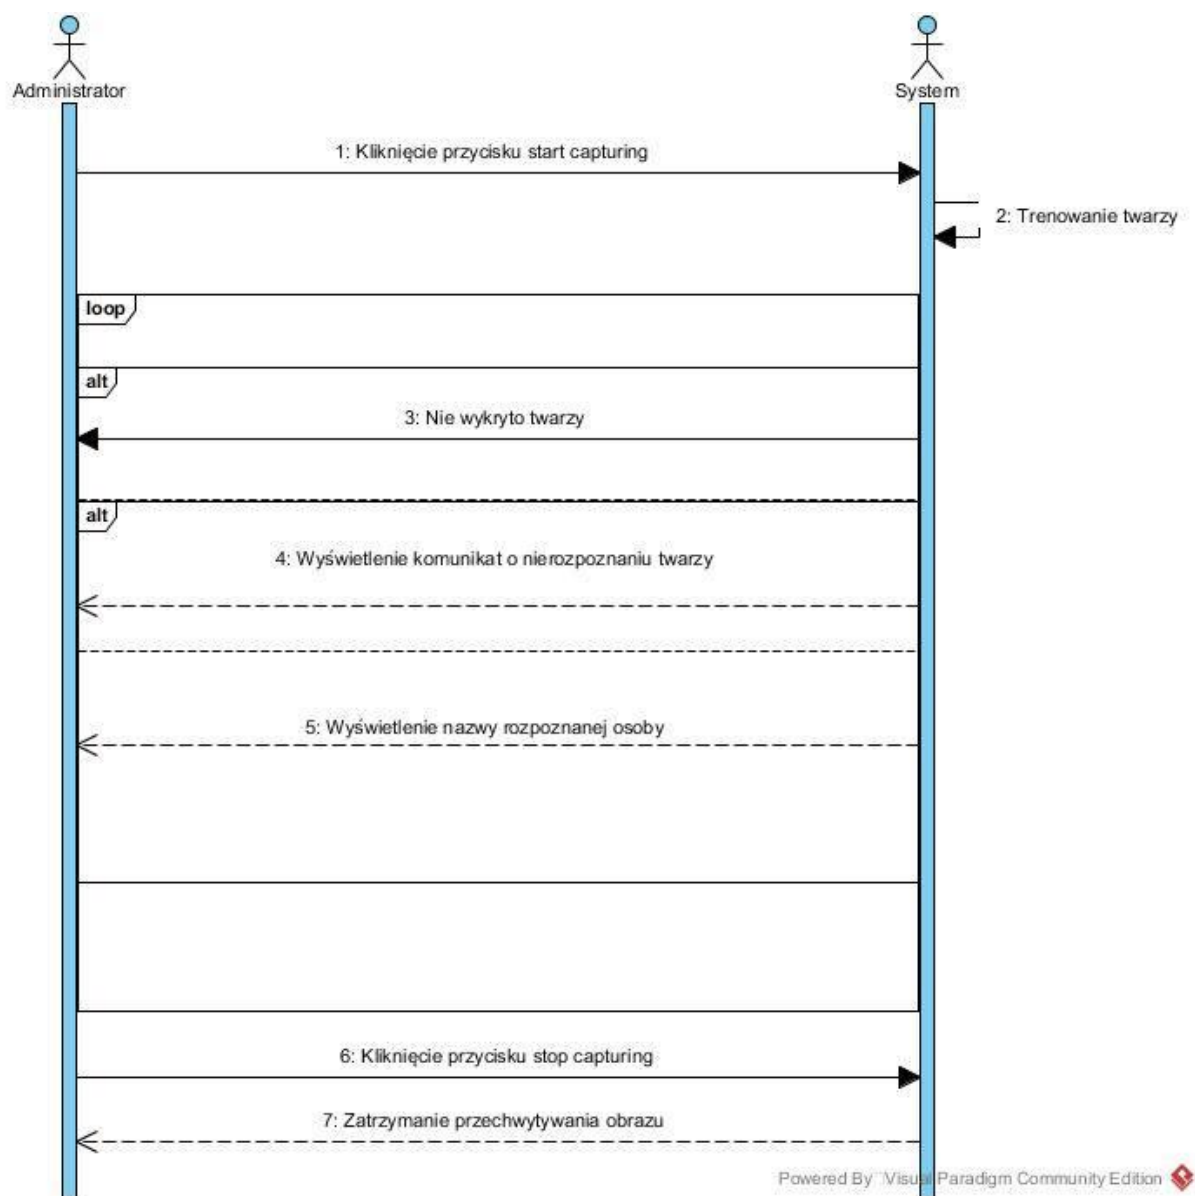 Administrator
System
1: Kliknięcie przycisku start capturing
2: Trenowanie twarzy
loop
alt
3: Nie wykryto twarzy
alt
4: Wyświetlenie komunikat o nierozpoznaniu twarzy
5: Wyświetlenie nazwy rozpoznanej osoby
6: Kliknięcie przycisku stop capturing
7: Zatrzymanie przechwytywania obrazu
Powered By Visual Paradigm Community Edition